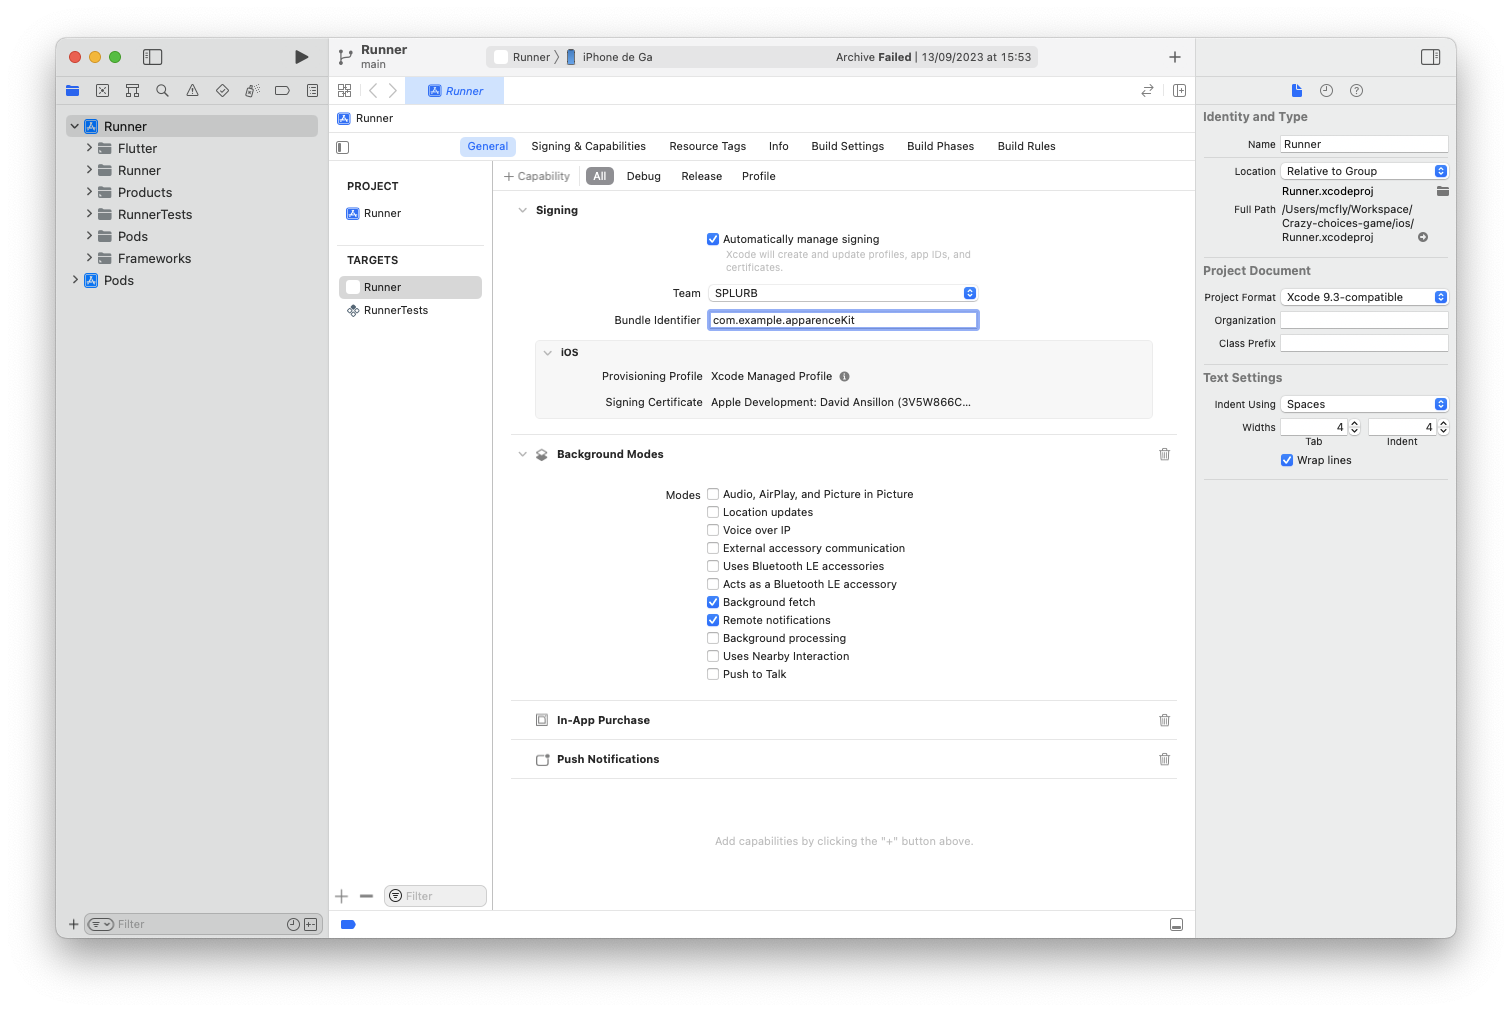 Runner
main
Runner
iPhone de Ga
Archive Failed | 13/09/2023 at 15:53
Runner
Runner
General
Signing & Capabilities
Resource Tags
Info
Build Settings
Build Phases
Build Rules
Runner
Flutter
Runner
Products
RunnerTests
Pods
Frameworks
Pods
Filter
PROJECT
Runner
TARGETS
Runner
RunnerTests
Filter
+ Capability
All
Debug
Release
Profile
Signing
Automatically manage signing
Xcode will create and update profiles, app IDs, and
certificates.
Team SPLURB
Bundle Identifier com.example.apparenceKit
iOS
Provisioning Profile Xcode Managed Profile
Signing Certificate Apple Development: David Ansillon (3V5W866C...
Background Modes
Modes
Audio, AirPlay, and Picture in Picture
Location updates
Voice over IP
External accessory communication
Uses Bluetooth LE accessories
Acts as a Bluetooth LE accessory
Background fetch
Remote notifications
Background processing
Uses Nearby Interaction
Push to Talk
In-App Purchase
Push Notifications
Add capabilities by clicking the "+" button above.
Identity and Type
Name Runner
Location Relative to Group
Runner.xcodeproj
Full Path /Users/mcfly/Workspace/
Crazy-choices-game/ios/
Runner.xcodeproj
Project Document
Project Format Xcode 9.3-compatible
Organization
Class Prefix
Text Settings
Indent Using Spaces
Widths 4 4
Tab Indent
Wrap lines